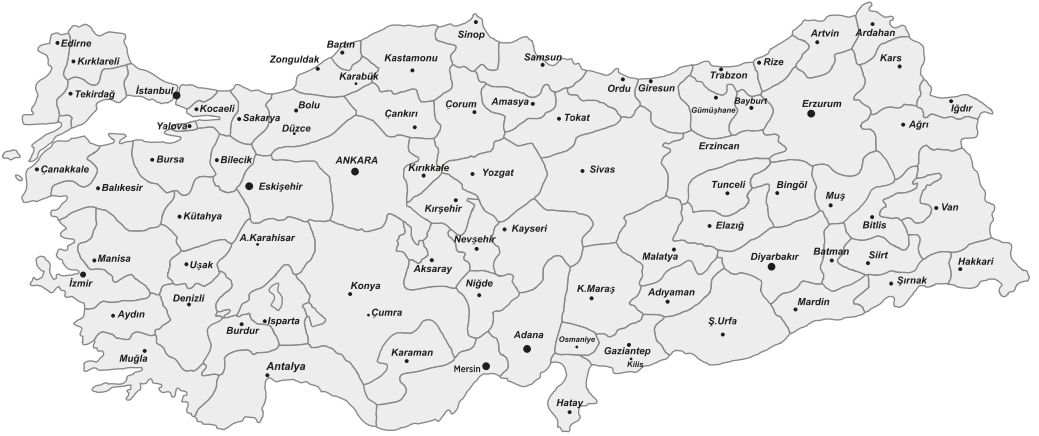 Edirne
Kırklareli
Tekirdağ
İstanbul
Kocaeli
Yalova
Sakarya
Zonguldak
Bartın
Karabük
Kastamonu
Sinop
Samsun
Bolu
Düzce
Çankırı
Çorum
Amasya
Tokat
Ordu
Giresun
Trabzon
Gümüşhane
Bayburt
Rize
Artvin
Ardahan
Kars
Iğdır
Ağrı
Erzurum
Erzincan
Çanakkale
Balıkesir
Bursa
Bilecik
Eskişehir
ANKARA
Kırıkkale
Yozgat
Sivas
Kütahya
Kırşehir
Tunceli
Bingöl
Muş
Bitlis
Van
Manisa
İzmir
Uşak
A.Karahisar
Aksaray
Nevşehir
Kayseri
Malatya
Elazığ
Diyarbakır
Batman
Siirt
Şırnak
Hakkari
Aydın
Denizli
Burdur
Isparta
Konya
Çumra
Niğde
K.Maraş
Adıyaman
Ş.Urfa
Mardin
Muğla
Antalya
Karaman
Mersin
Adana
Osmaniye
Gaziantep
Kilis
Hatay